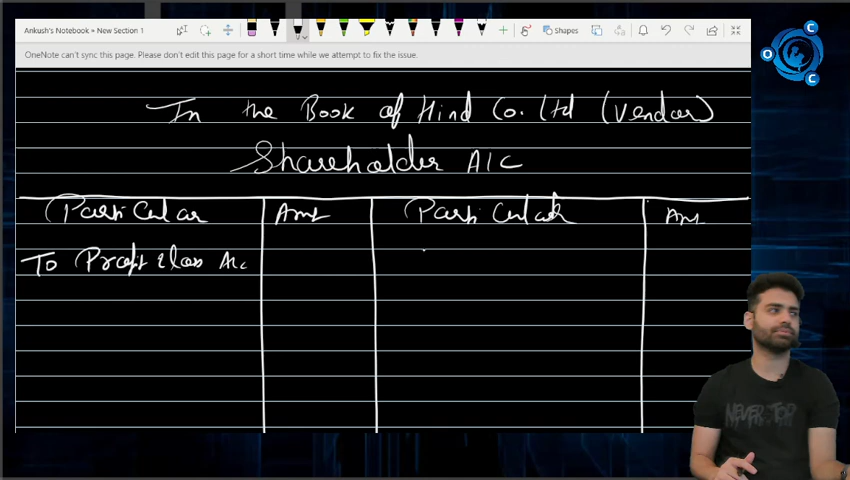 Ankush's Notebook > New Section 1
Shapes
OneNote can't sync this page. Please don't edit this page for a short time while we attempt to fix the issue.
In the Book of Hind Co. Ltd (Vendor)
Shareholder A/C
Particular Amt Particular Amt
To Profit & loss A/c
C
O
C
NEVER TOO